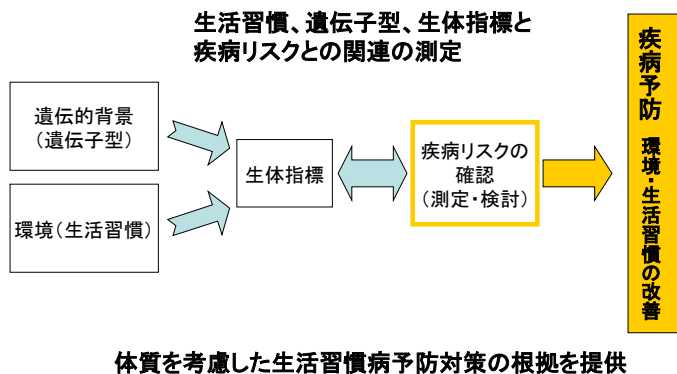 生活習慣、遺伝子型、生体指標と
疾病リスクとの関連の測定
遺伝的背景
（遺伝子型）
環境（生活習慣）
生体指標
疾病リスクの
確認
（測定・検討）
疾病予防 環境・生活習慣の改善
体質を考慮した生活習慣病予防対策の根拠を提供